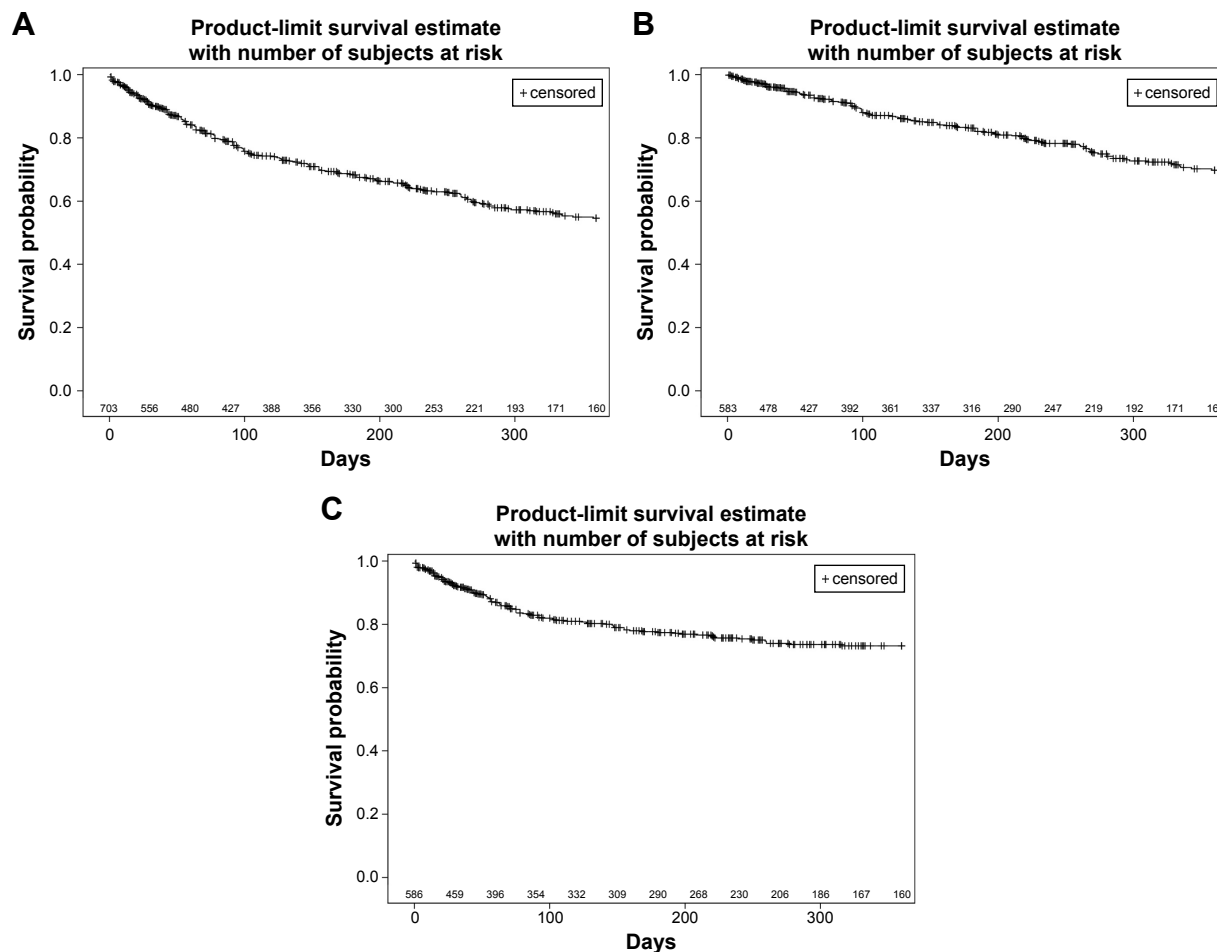 A
Product-limit survival estimate
with number of subjects at risk
1.0
+ censored
0.8
0.6
0.4
0.2
0.0
Survival probability
703 556 480 427 388 356 330 300 253 221 193 171 160
0 100 200 300
Days
B
Product-limit survival estimate
with number of subjects at risk
1.0
+ censored
0.8
0.6
0.4
0.2
0.0
Survival probability
583 478 427 392 361 337 316 290 247 219 192 171 16
0 100 200 300
Days
C
Product-limit survival estimate
with number of subjects at risk
1.0
+ censored
0.8
0.6
0.4
0.2
0.0
Survival probability
586 459 396 354 332 309 290 268 230 206 186 167 160
0 100 200 300
Days